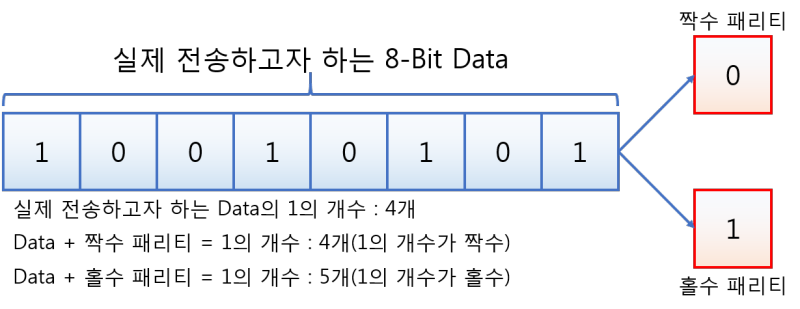 짝수 패리티
실제 전송하고자 하는 8-Bit Data
0
1 0 0 1 0 1 0 1
실제 전송하고자 하는 Data의 1의 개수 : 4개
Data + 짝수 패리티 = 1의 개수 : 4개(1의 개수가 짝수)
Data + 홀수 패리티 = 1의 개수 : 5개(1의 개수가 홀수)
1
홀수 패리티